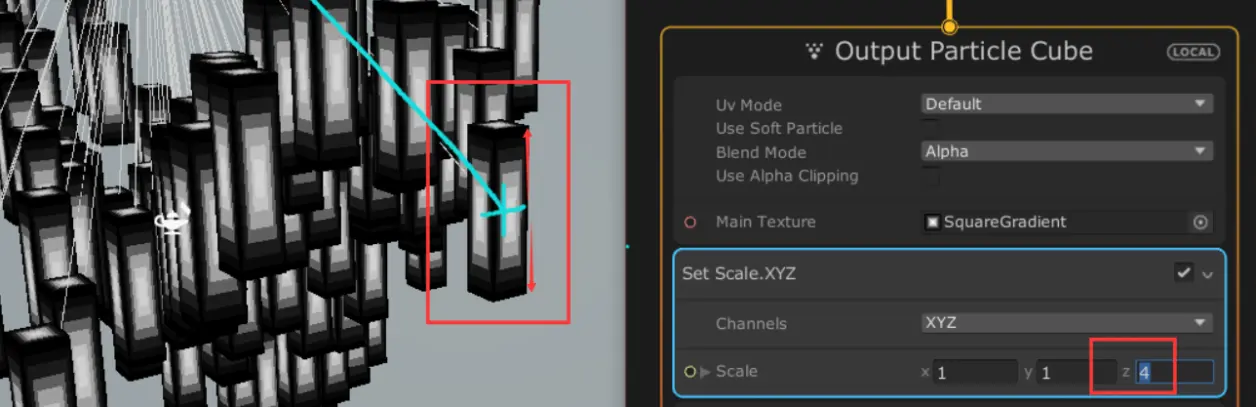 Output Particle Cube LOCAL
Uv Mode Default
Use Soft Particle
Blend Mode Alpha
Use Alpha Clipping
Main Texture SquareGradient
Set Scale.XYZ
Channels XYZ
Scale x 1 y 1 z 4